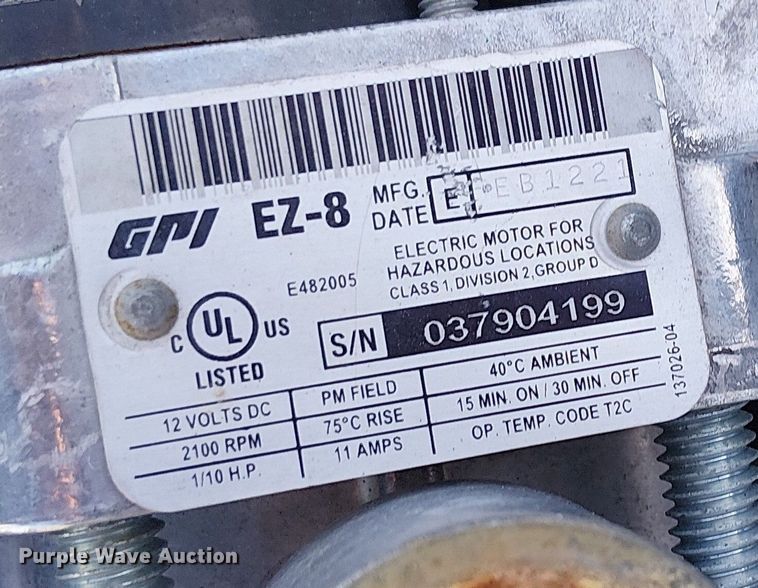 GPI EZ-8 MFG. DATE E EB1221
ELECTRIC MOTOR FOR
HAZARDOUS LOCATIONS
CLASS 1, DIVISION 2, GROUP D
E482005
C UL US
LISTED
S/N 037904199
12 VOLTS DC PM FIELD 40°C AMBIENT
2100 RPM 75°C RISE 15 MIN. ON / 30 MIN. OFF
1/10 H.P. 11 AMPS OP. TEMP. CODE T2C
137026-04
Purple Wave Auction